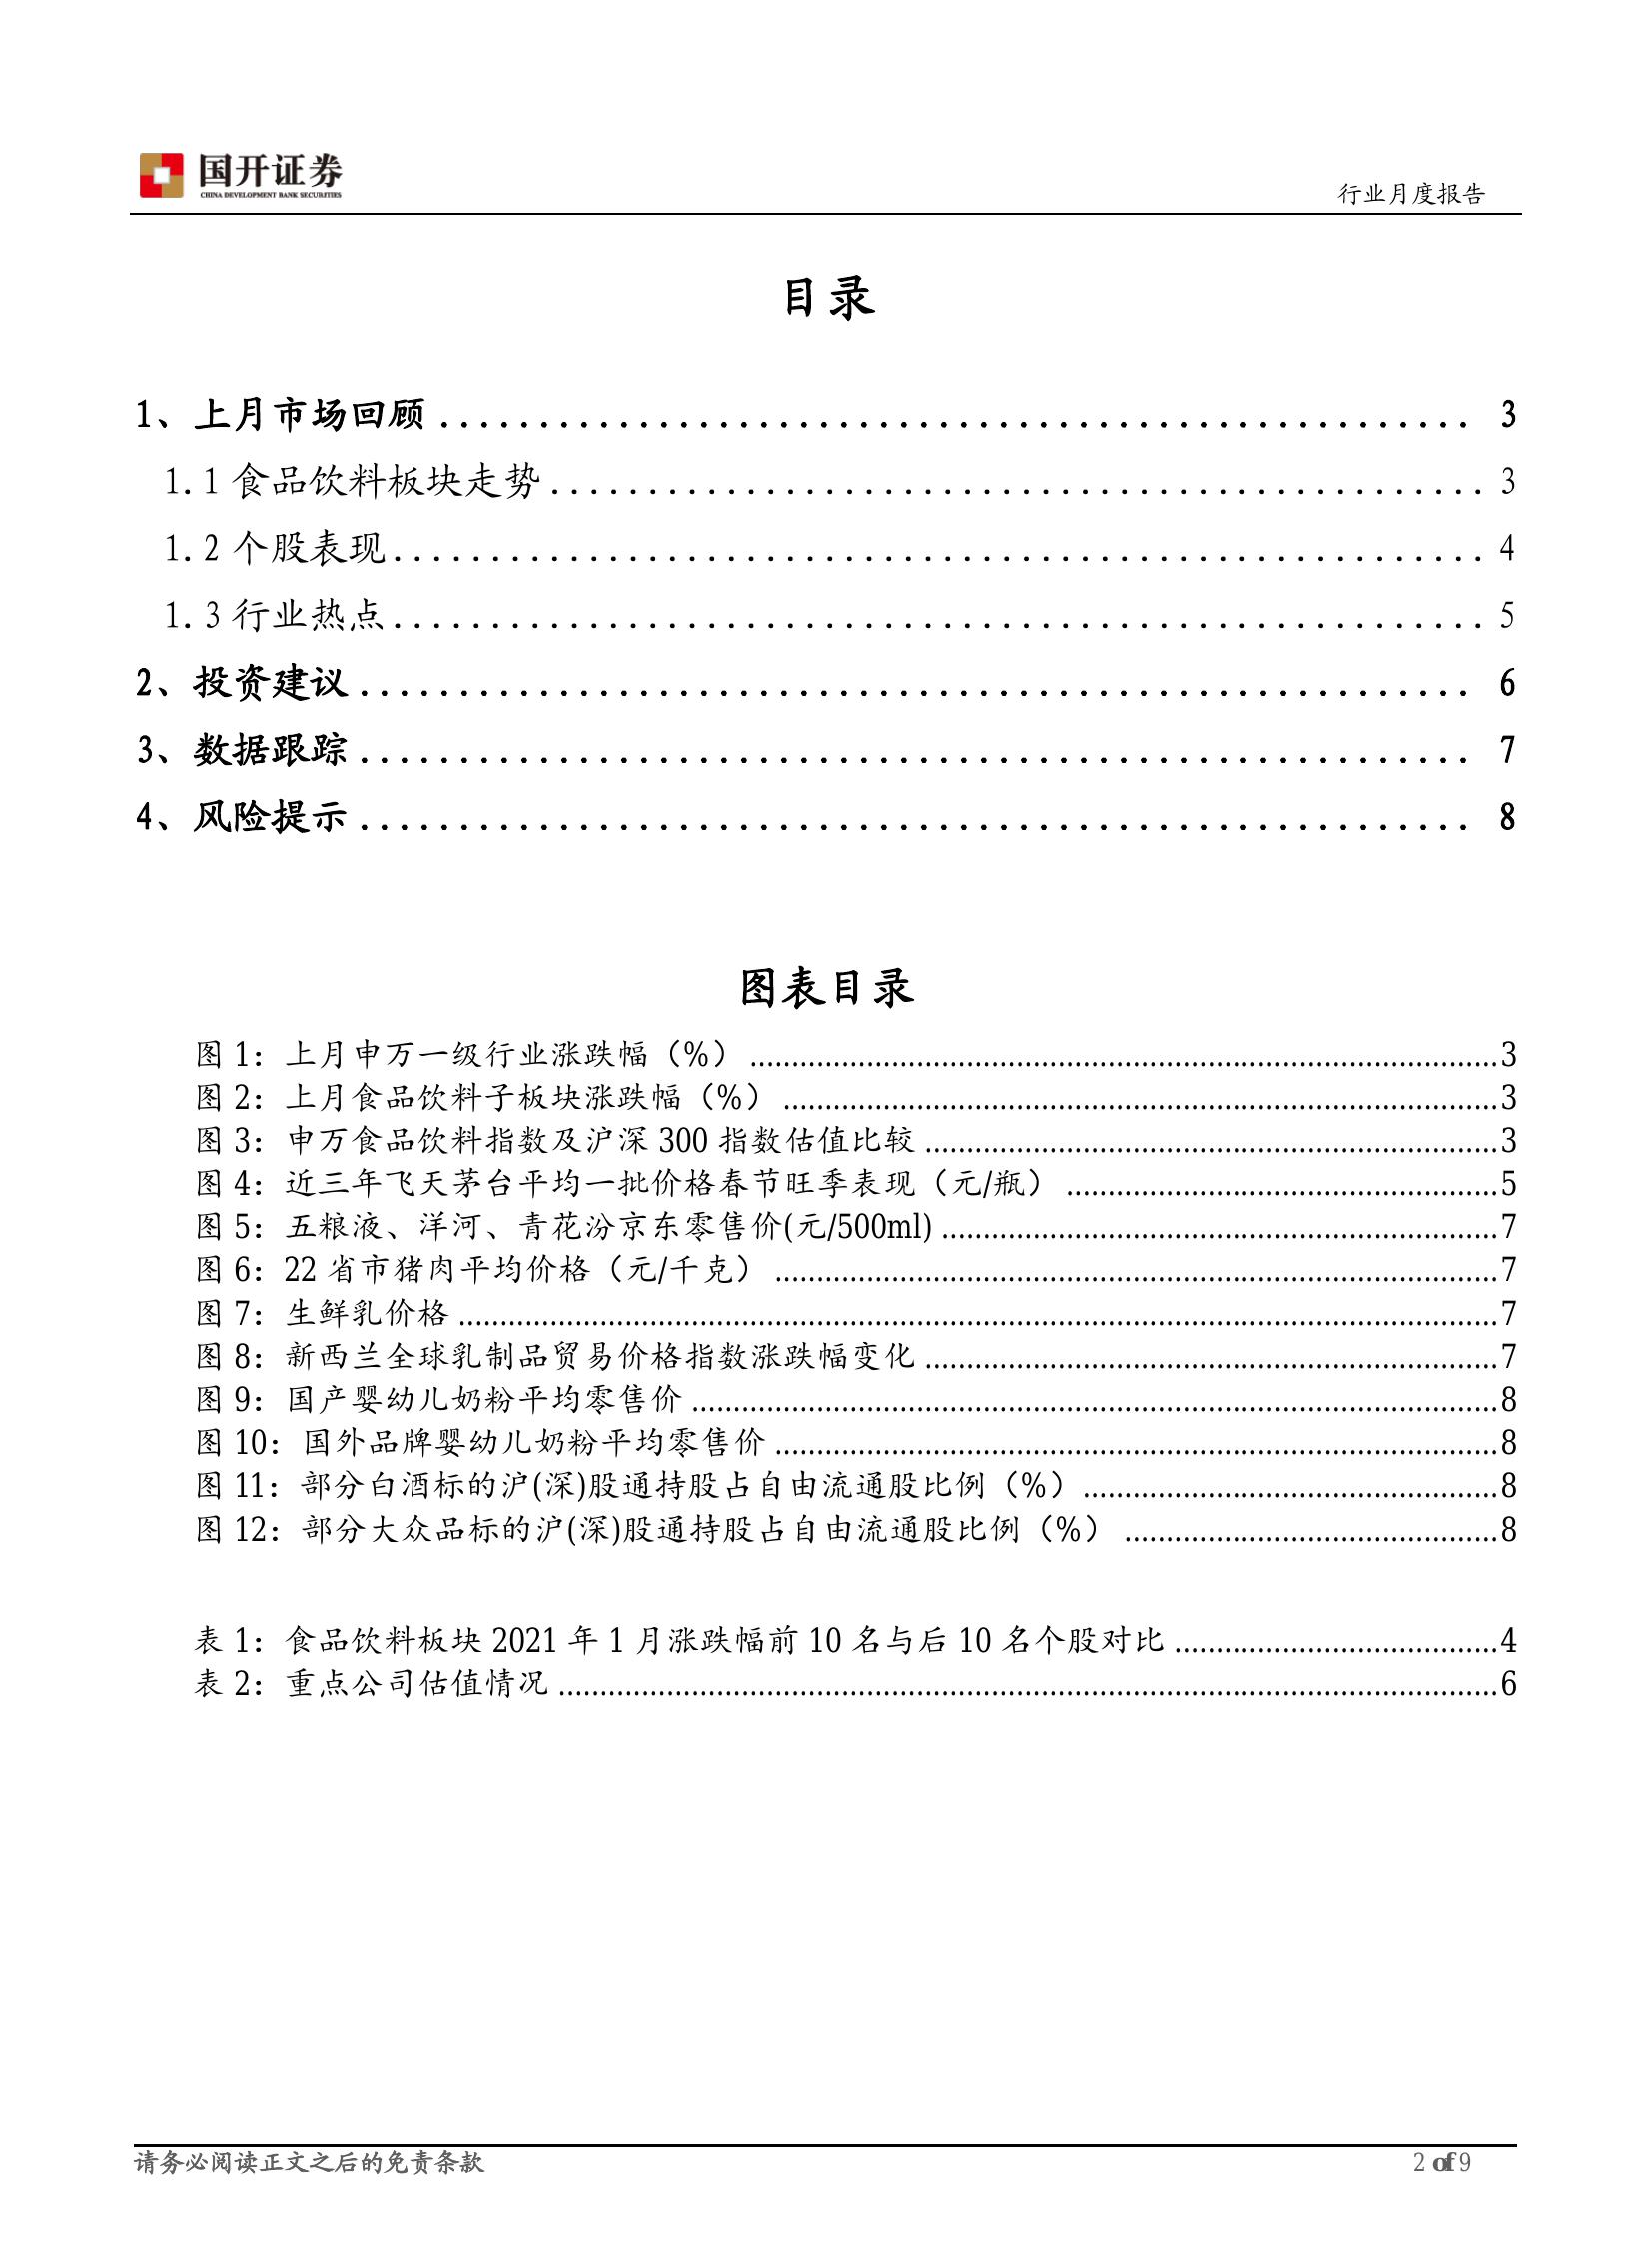 国开证券
CHINA DEVELOPMENT BANK SECURITIES
行业月度报告
目录
1、上月市场回顾 .................................................... 3
1.1 食品饮料板块走势................................................ 3
1.2 个股表现........................................................ 4
1.3 行业热点........................................................ 5
2、投资建议 ........................................................ 6
3、数据跟踪 ........................................................ 7
4、风险提示 ........................................................ 8
图表目录
图 1：上月申万一级行业涨跌幅（%） ............................................ 3
图 2：上月食品饮料子板块涨跌幅（%） .......................................... 3
图 3：申万食品饮料指数及沪深 300 指数估值比较 ................................ 3
图 4：近三年飞天茅台平均一批价格春节旺季表现（元/瓶） ........................ 5
图 5：五粮液、洋河、青花汾京东零售价(元/500ml) ............................... 7
图 6：22 省市猪肉平均价格（元/千克） ......................................... 7
图 7：生鲜乳价格 ............................................................. 7
图 8：新西兰全球乳制品贸易价格指数涨跌幅变化 ................................. 7
图 9：国产婴幼儿奶粉平均零售价 ............................................... 8
图 10：国外品牌婴幼儿奶粉平均零售价 .......................................... 8
图 11：部分白酒标的沪(深)股通持股占自由流通股比例（%） ....................... 8
图 12：部分大众品标的沪(深)股通持股占自由流通股比例（%） ..................... 8
表 1：食品饮料板块 2021 年 1 月涨跌幅前 10 名与后 10 名个股对比 ................ 4
表 2：重点公司估值情况 ....................................................... 6
请务必阅读正文之后的免责条款
2 of 9